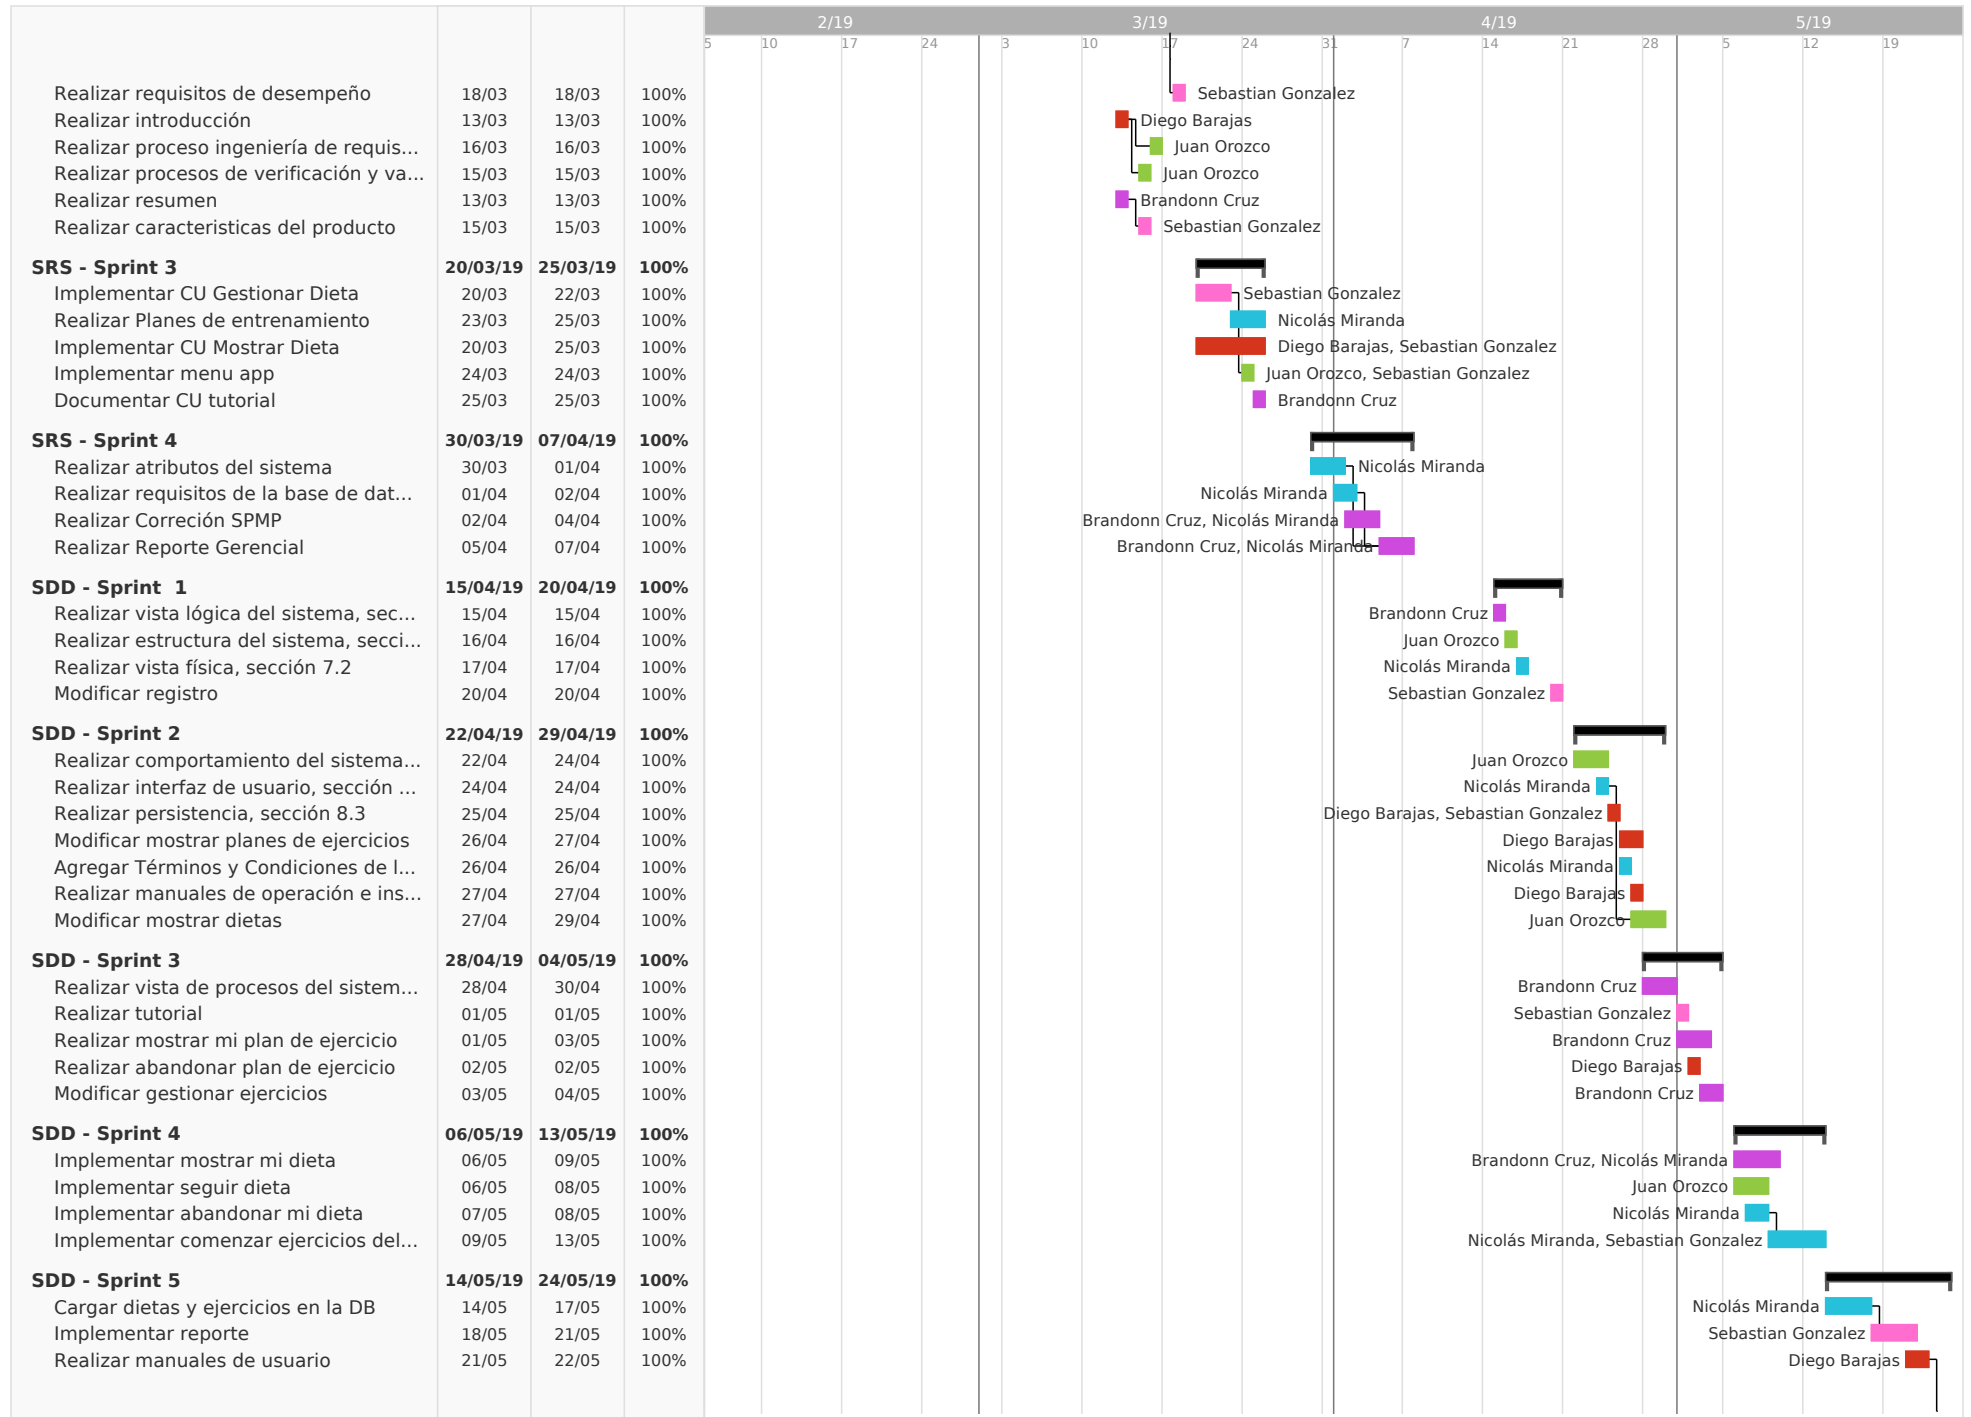 2/19 3/19 4/19 5/19
5 10 17 24 3 10 17 24 31 7 14 21 28 5 12 19
Realizar requisitos de desempeño 18/03 18/03 100% Sebastian Gonzalez
Realizar introducción 13/03 13/03 100% Diego Barajas
Realizar proceso ingeniería de requis... 16/03 16/03 100% Juan Orozco
Realizar procesos de verificación y va... 15/03 15/03 100% Juan Orozco
Realizar resumen 13/03 13/03 100% Brandonn Cruz
Realizar caracteristicas del producto 15/03 15/03 100% Sebastian Gonzalez
SRS - Sprint 3 20/03/19 25/03/19 100%
Implementar CU Gestionar Dieta 20/03 22/03 100% Sebastian Gonzalez
Realizar Planes de entrenamiento 23/03 25/03 100% Nicolás Miranda
Implementar CU Mostrar Dieta 20/03 25/03 100% Diego Barajas, Sebastian Gonzalez
Implementar menu app 24/03 24/03 100% Juan Orozco, Sebastian Gonzalez
Documentar CU tutorial 25/03 25/03 100% Brandonn Cruz
SRS - Sprint 4 30/03/19 07/04/19 100%
Realizar atributos del sistema 30/03 01/04 100% Nicolás Miranda
Realizar requisitos de la base de dat... 01/04 02/04 100% Nicolás Miranda
Realizar Correción SPMP 02/04 04/04 100% Brandonn Cruz, Nicolás Miranda
Realizar Reporte Gerencial 05/04 07/04 100% Brandonn Cruz, Nicolás Miranda
SDD - Sprint  1 15/04/19 20/04/19 100%
Realizar vista lógica del sistema, sec... 15/04 15/04 100% Brandonn Cruz
Realizar estructura del sistema, secci... 16/04 16/04 100% Juan Orozco
Realizar vista física, sección 7.2 17/04 17/04 100% Nicolás Miranda
Modificar registro 20/04 20/04 100% Sebastian Gonzalez
SDD - Sprint 2 22/04/19 29/04/19 100%
Realizar comportamiento del sistema... 22/04 24/04 100% Juan Orozco
Realizar interfaz de usuario, sección ... 24/04 24/04 100% Nicolás Miranda
Realizar persistencia, sección 8.3 25/04 25/04 100% Diego Barajas, Sebastian Gonzalez
Modificar mostrar planes de ejercicios 26/04 27/04 100% Diego Barajas
Agregar Términos y Condiciones de l... 26/04 26/04 100% Nicolás Miranda
Realizar manuales de operación e ins... 27/04 27/04 100% Diego Barajas
Modificar mostrar dietas 27/04 29/04 100% Juan Orozco
SDD - Sprint 3 28/04/19 04/05/19 100%
Realizar vista de procesos del sistem... 28/04 30/04 100% Brandonn Cruz
Realizar tutorial 01/05 01/05 100% Sebastian Gonzalez
Realizar mostrar mi plan de ejercicio 01/05 03/05 100% Brandonn Cruz
Realizar abandonar plan de ejercicio 02/05 02/05 100% Diego Barajas
Modificar gestionar ejercicios 03/05 04/05 100% Brandonn Cruz
SDD - Sprint 4 06/05/19 13/05/19 100%
Implementar mostrar mi dieta 06/05 09/05 100% Brandonn Cruz, Nicolás Miranda
Implementar seguir dieta 06/05 08/05 100% Juan Orozco
Implementar abandonar mi dieta 07/05 08/05 100% Nicolás Miranda
Implementar comenzar ejercicios del... 09/05 13/05 100% Nicolás Miranda, Sebastian Gonzalez
SDD - Sprint 5 14/05/19 24/05/19 100%
Cargar dietas y ejercicios en la DB 14/05 17/05 100% Nicolás Miranda
Implementar reporte 18/05 21/05 100% Sebastian Gonzalez
Realizar manuales de usuario 21/05 22/05 100% Diego Barajas